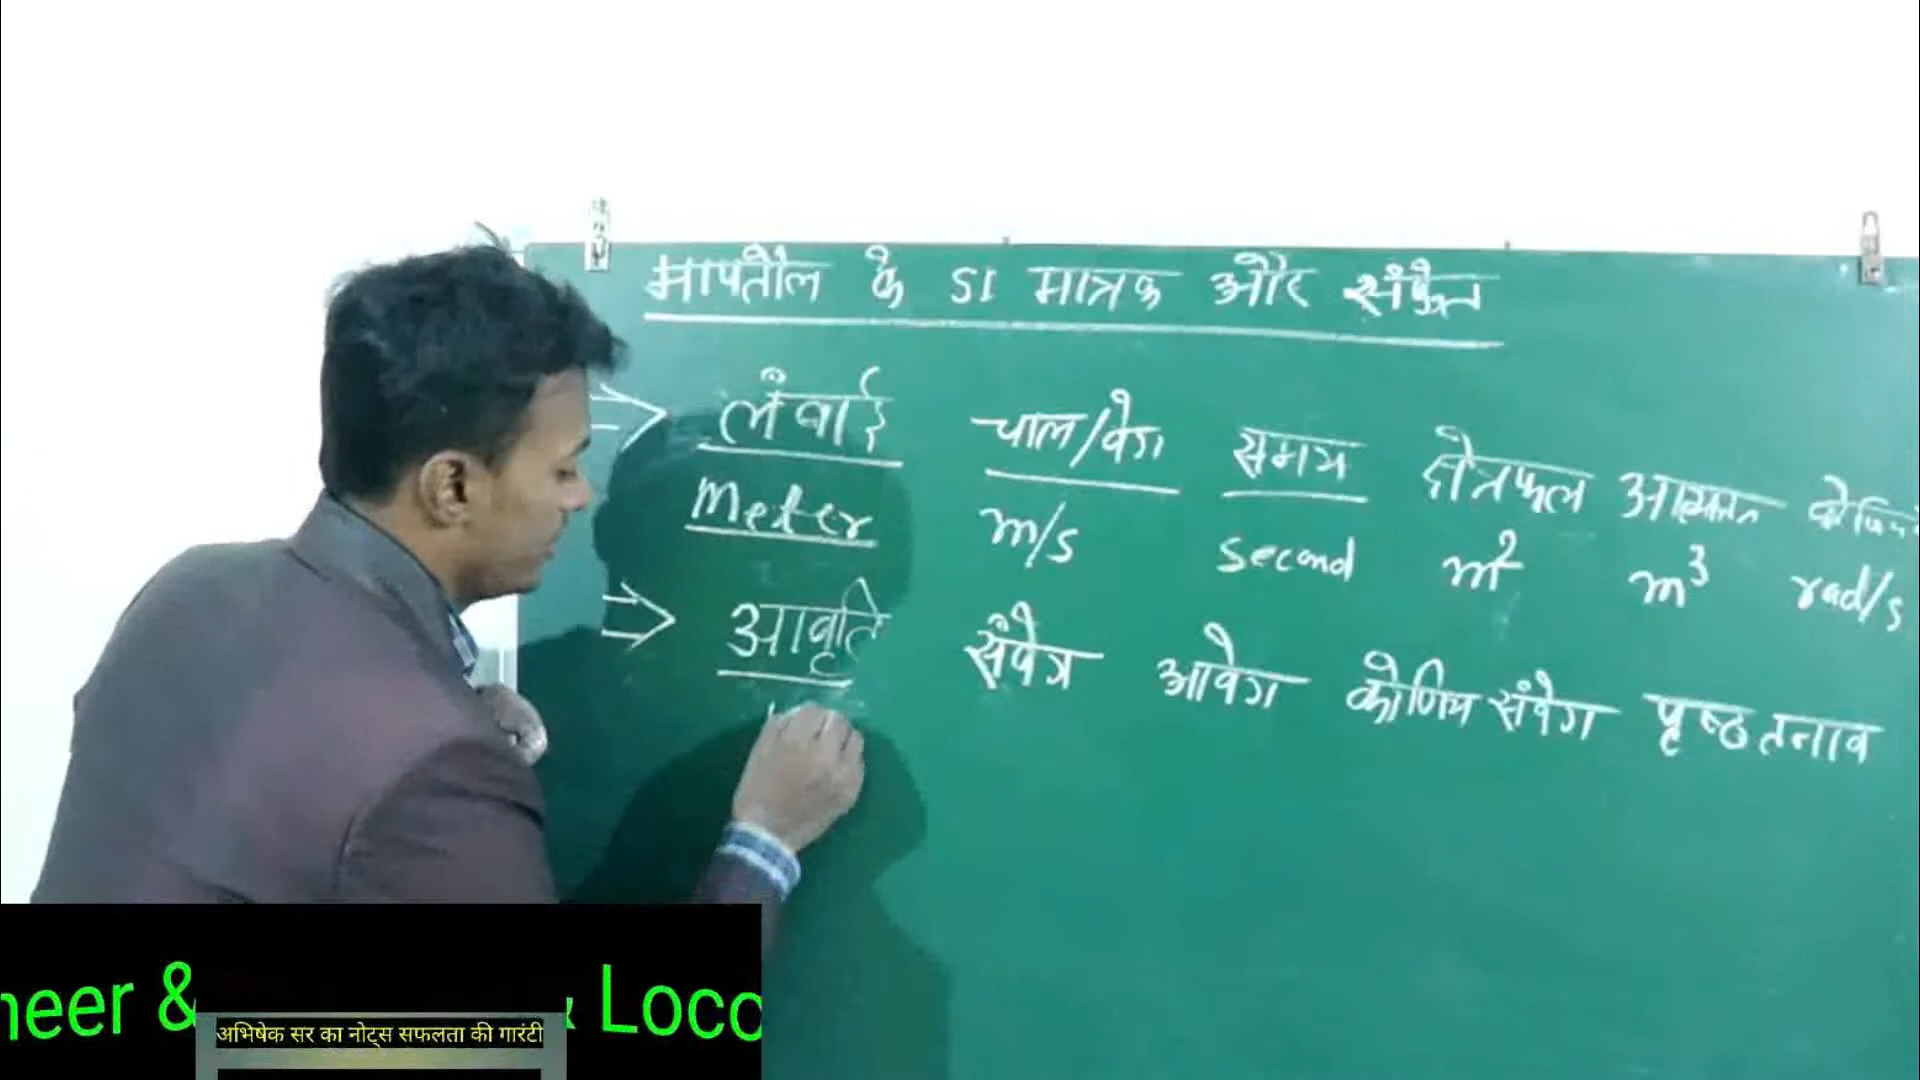 मापतौल के SI मात्रक और संकेत
लंबाई चाल/वेग समय क्षेत्रफल आयतन
Meter m/s second m² m³ rad/s
आवृति संवेग आवेग कोणिय संवेग पृष्ठ तनाव
neer & & Loco
अभिषेक सर का नोट्स सफलता की गारंटी